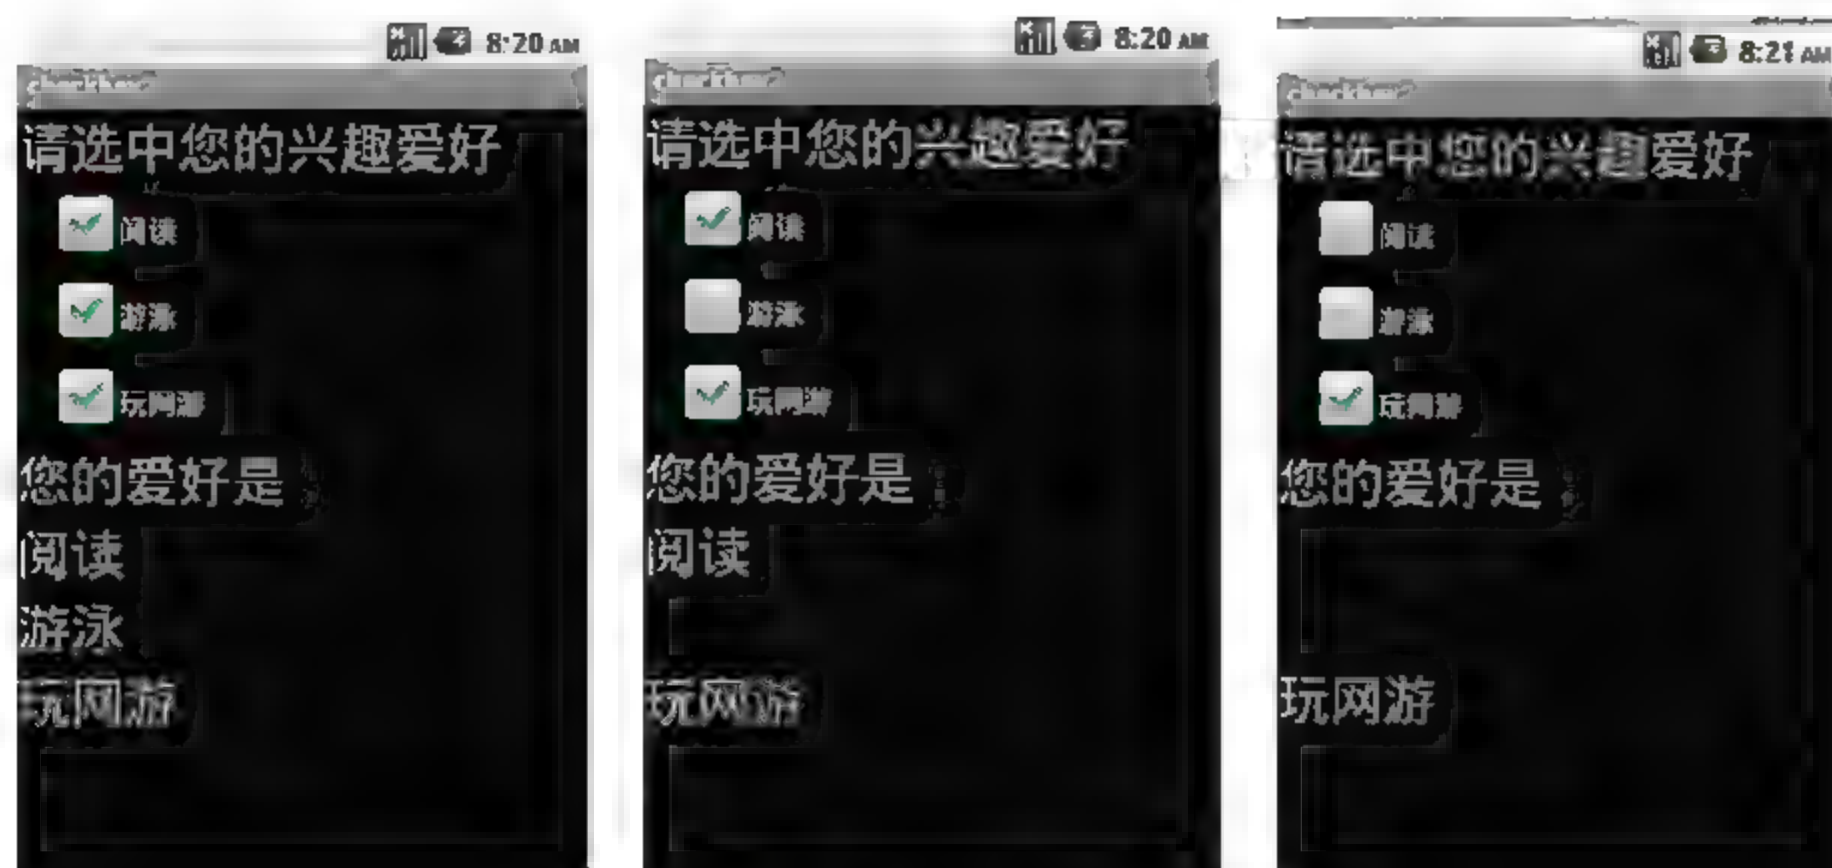 8:20 AM
请选中您的兴趣爱好
阅读
游泳
玩网游
您的爱好是
阅读
游泳
玩网游
8:20 AM
请选中您的兴趣爱好
阅读
游泳
玩网游
您的爱好是
阅读
玩网游
8:21 AM
请选中您的兴趣爱好
阅读
游泳
玩网游
您的爱好是
玩网游